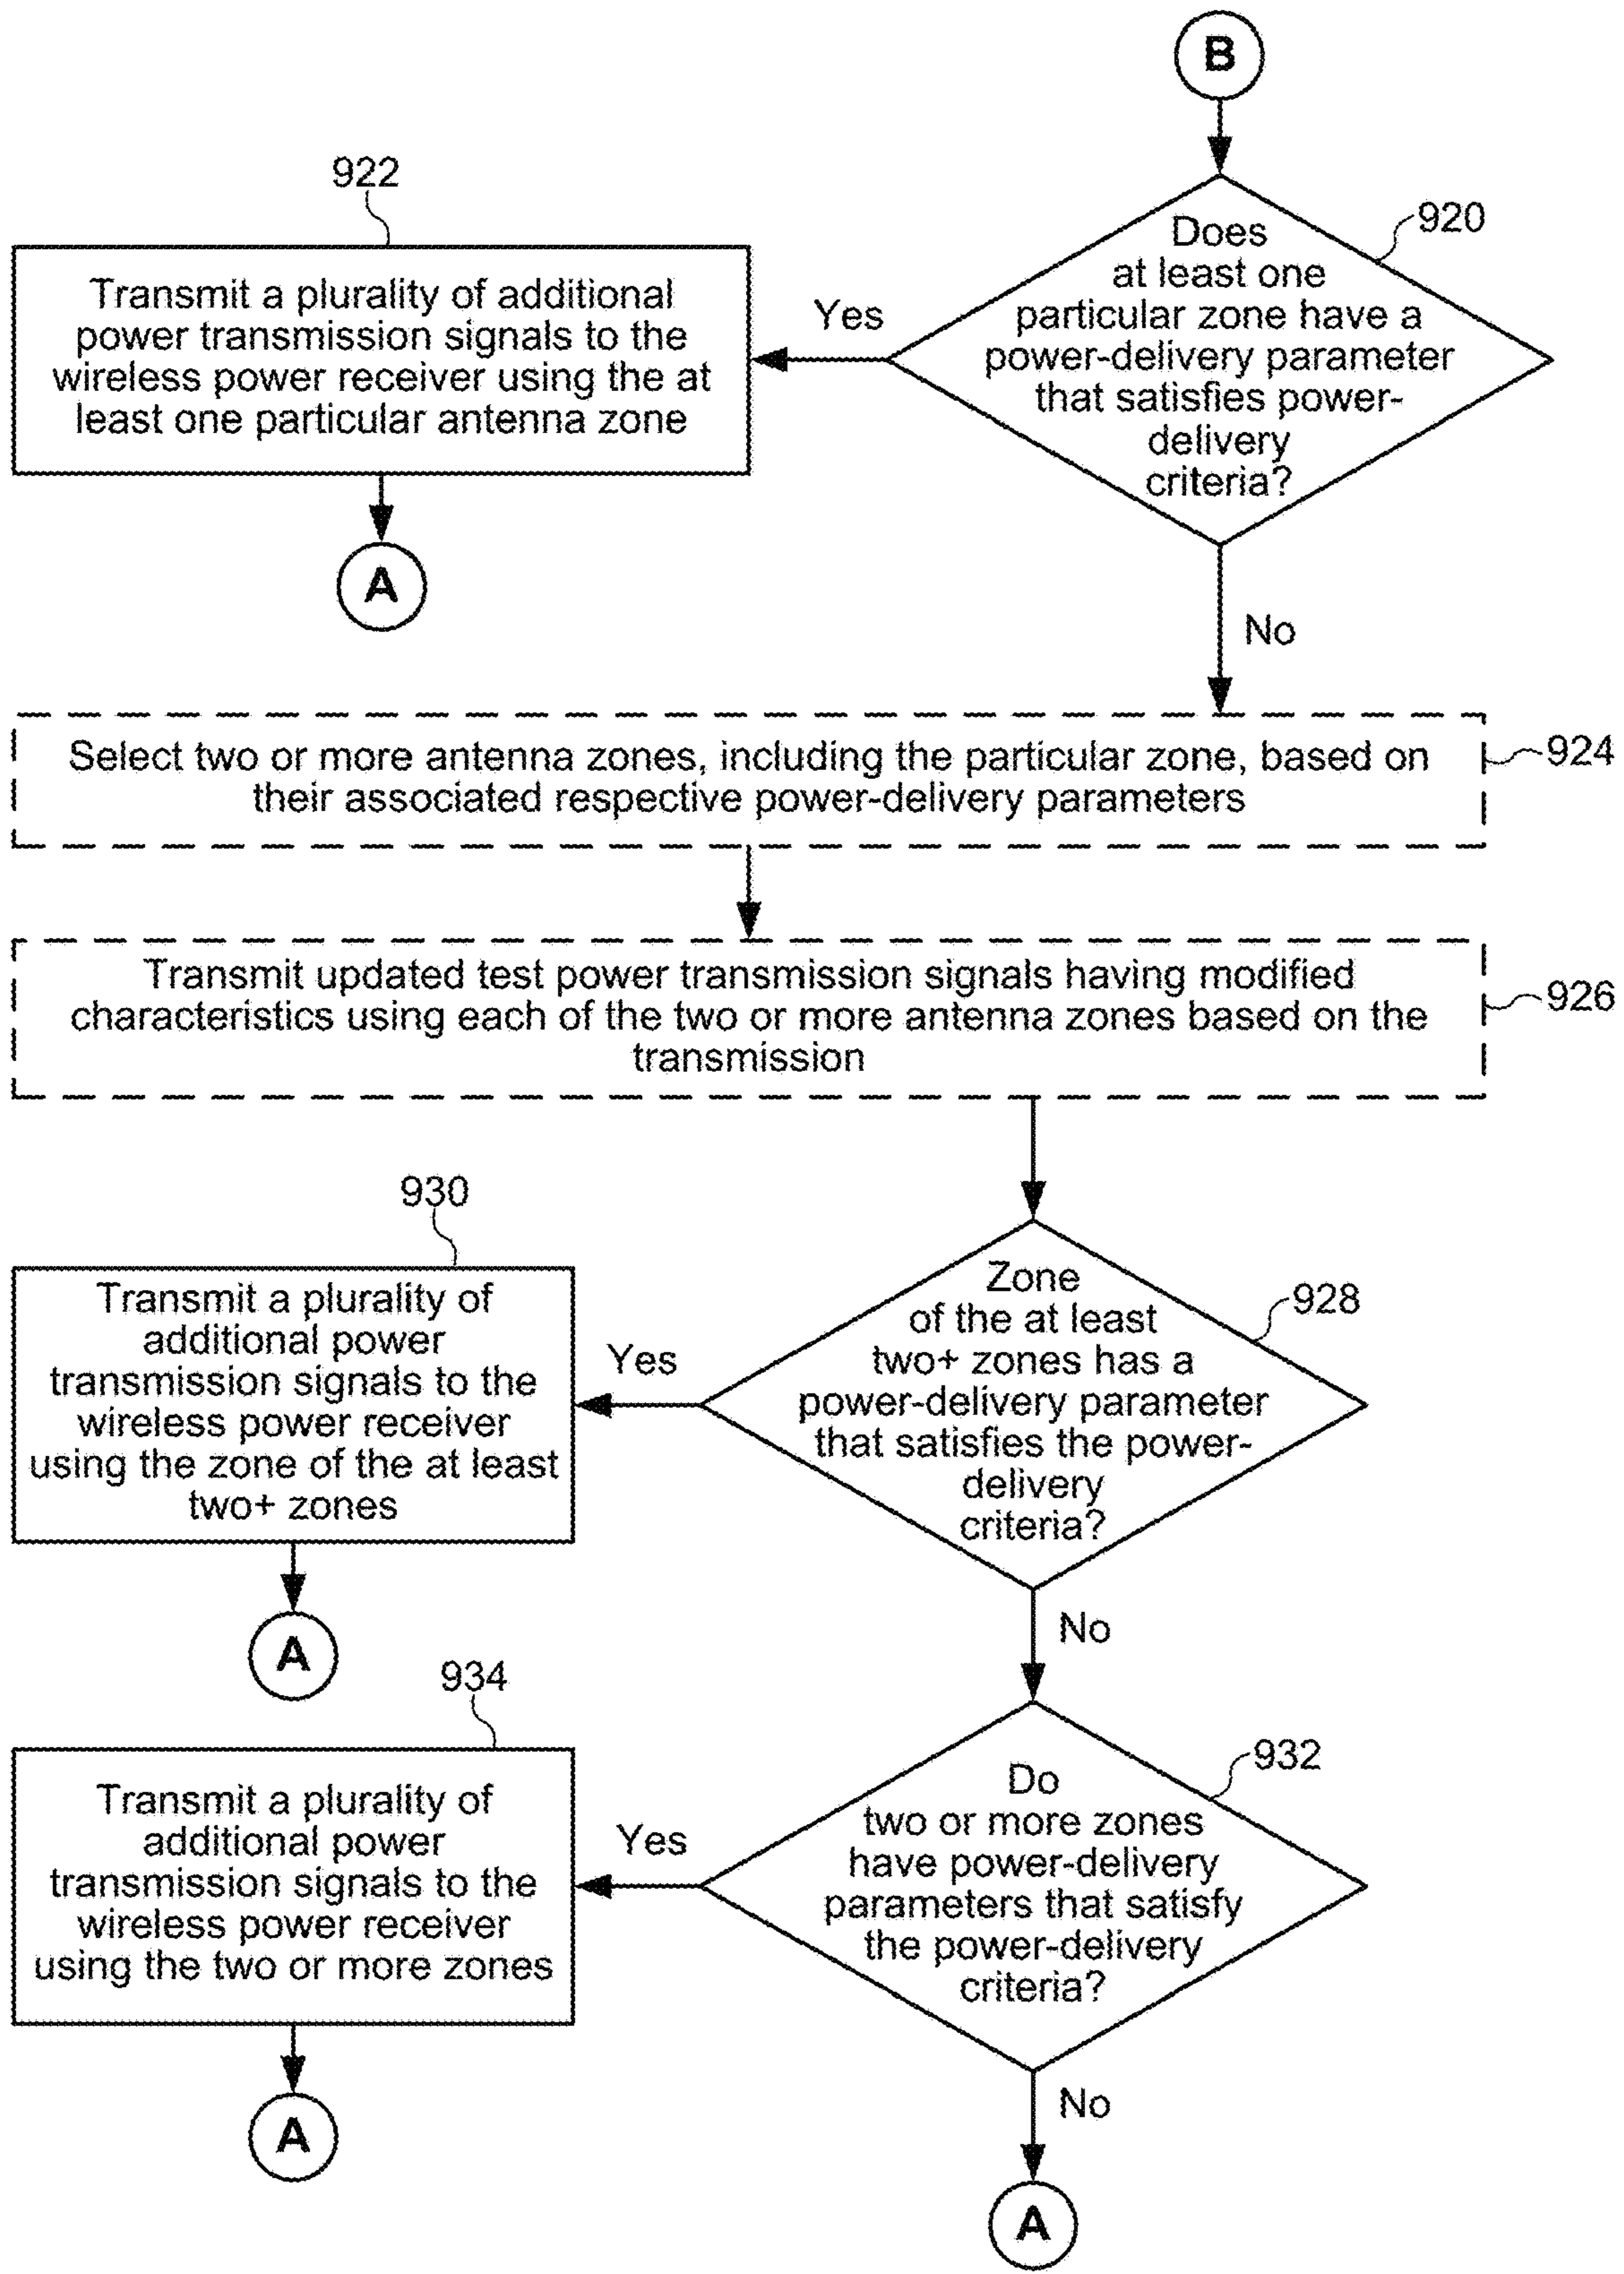 B
920
Does
at least one
particular zone have a
power-delivery parameter
that satisfies power-
delivery
criteria?
Yes
922
Transmit a plurality of additional
power transmission signals to the
wireless power receiver using the at
least one particular antenna zone
A
No
924
Select two or more antenna zones, including the particular zone, based on
their associated respective power-delivery parameters
926
Transmit updated test power transmission signals having modified
characteristics using each of the two or more antenna zones based on the
transmission
928
Zone
of the at least
two+ zones has a
power-delivery parameter
that satisfies the power-
delivery
criteria?
Yes
930
Transmit a plurality of
additional power
transmission signals to the
wireless power receiver
using the zone of the at least
two+ zones
A
No
932
Do
two or more zones
have power-delivery
parameters that satisfy
the power-delivery
criteria?
Yes
934
Transmit a plurality of
additional power
transmission signals to the
wireless power receiver
using the two or more zones
A
No
A